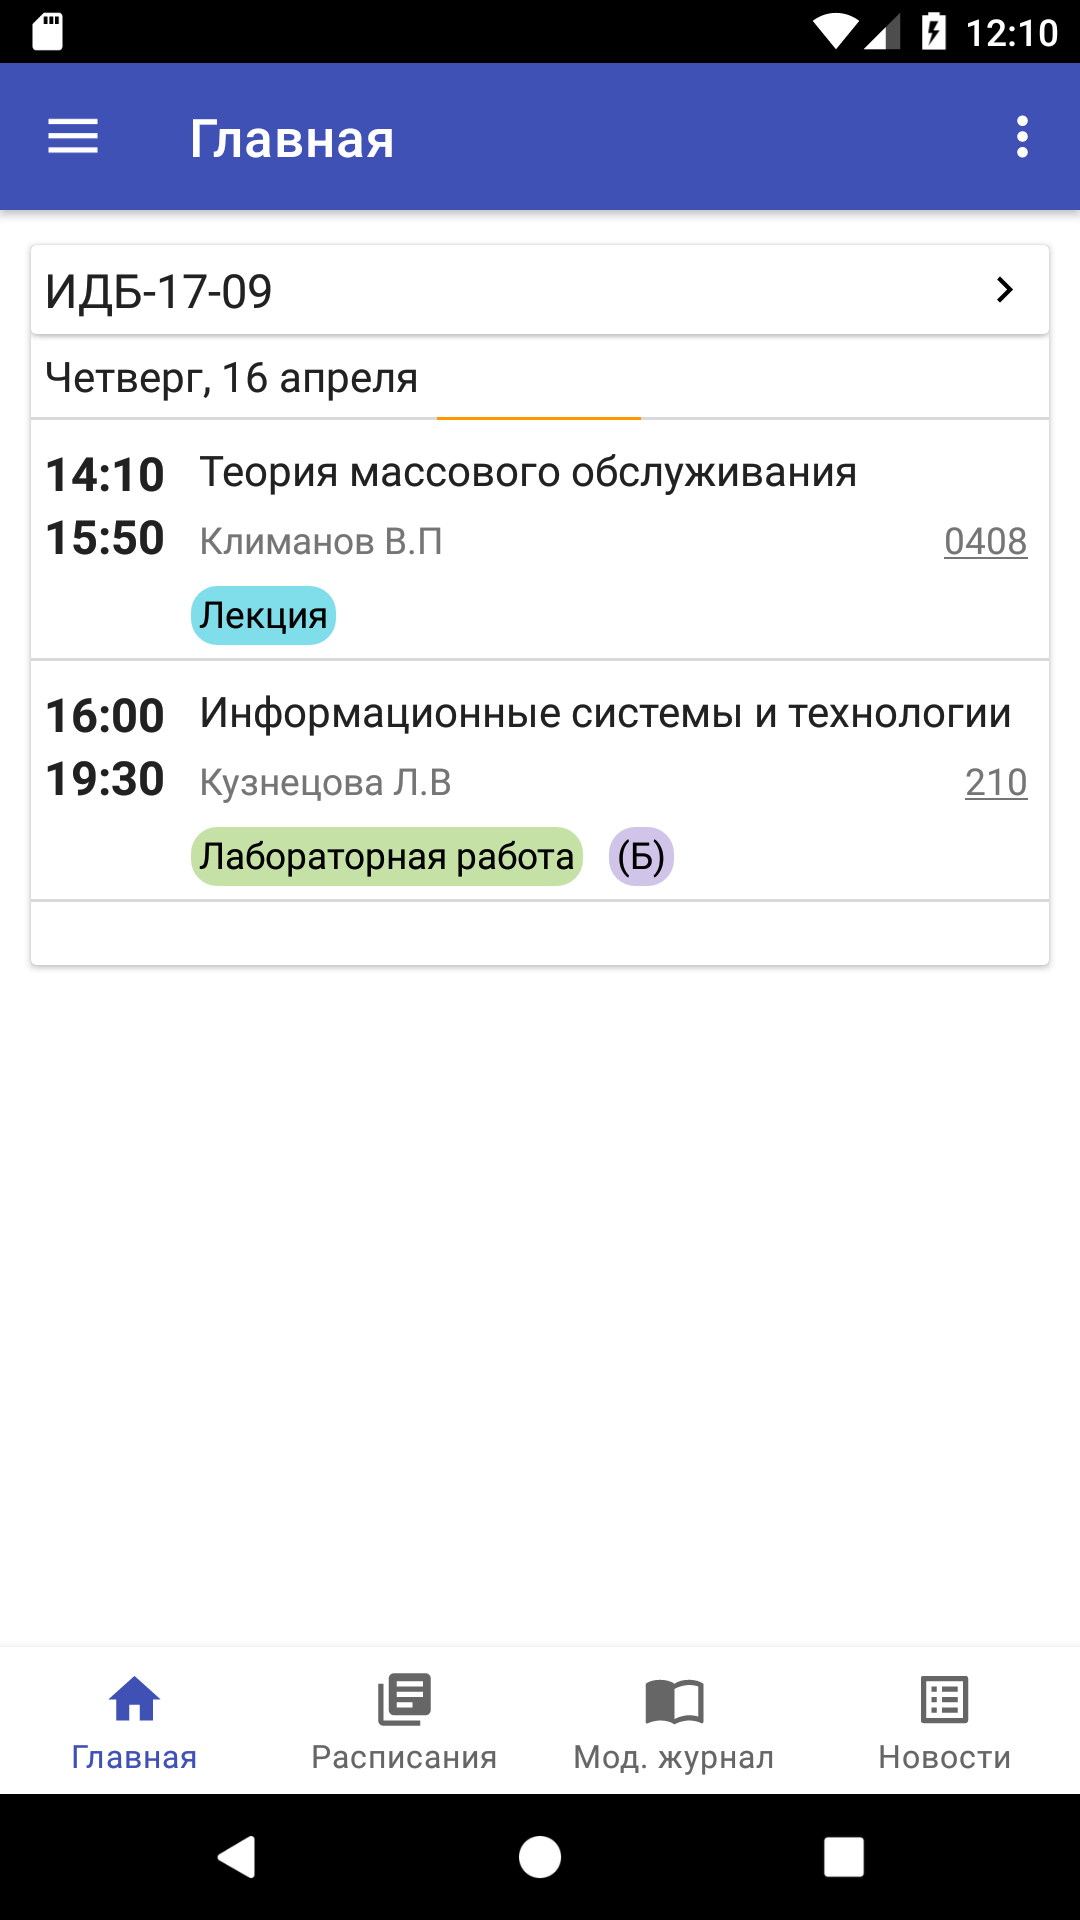 12:10
Главная
ИДБ-17-09
Четверг, 16 апреля
14:10 Теория массового обслуживания
15:50 Климанов В.П 0408
Лекция
16:00 Информационные системы и технологии
19:30 Кузнецова Л.В 210
Лабораторная работа (Б)
Главная Расписания Мод. журнал Новости